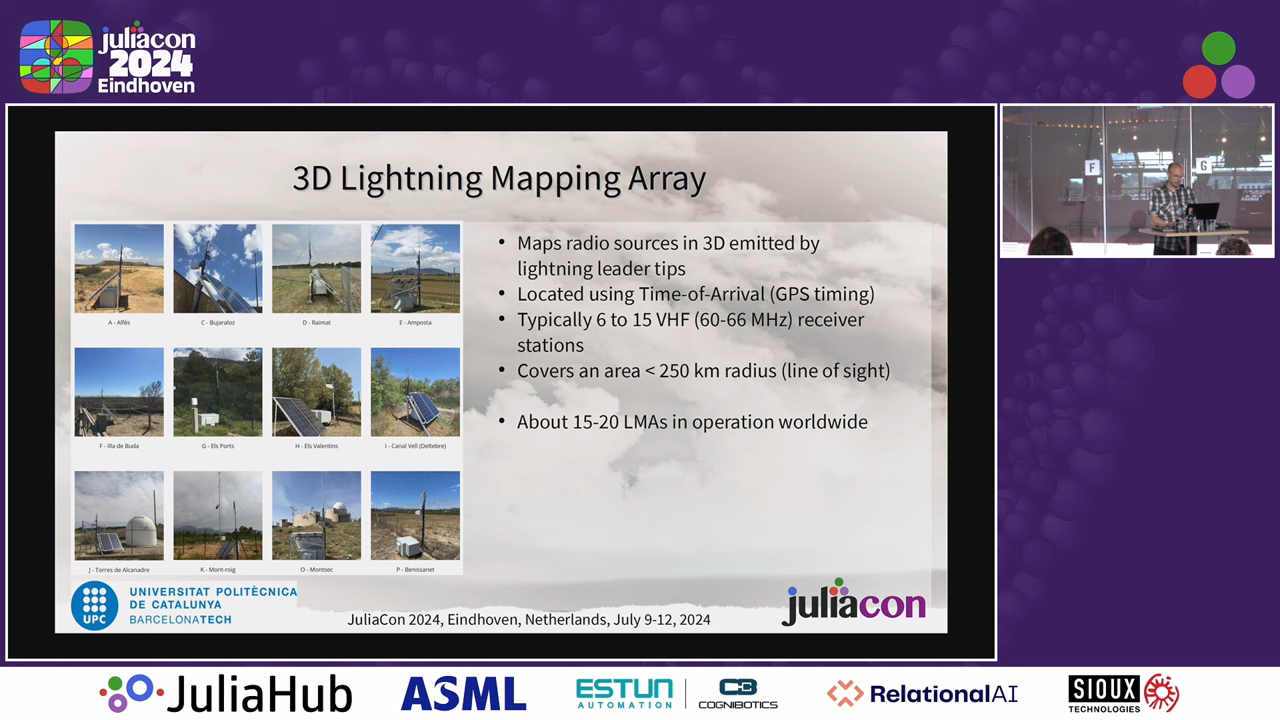 juliacon
2024
Eindhoven
3D Lightning Mapping Array
A - Alfés
C - Bujaraloz
D - Raimat
E - Amposta
F - Illa de Buda
G - Els Ports
H - Els Valentins
I - Canal Vell (Deltebre)
J - Torres de Alcanadre
K - Mont-roig
O - Montsec
P - Benissanet
• Maps radio sources in 3D emitted by
lightning leader tips
• Located using Time-of-Arrival (GPS timing)
• Typically 6 to 15 VHF (60-66 MHz) receiver
stations
• Covers an area < 250 km radius (line of sight)
• About 15-20 LMAs in operation worldwide
UPC
UNIVERSITAT POLITÈCNICA
DE CATALUNYA
BARCELONATECH
JuliaCon 2024, Eindhoven, Netherlands, July 9-12, 2024
juliacon
F
G
JuliaHub
ASML
ESTUN
AUTOMATION
C3
COGNIBOTICS
RelationalAI
SIOUX
TECHNOLOGIES